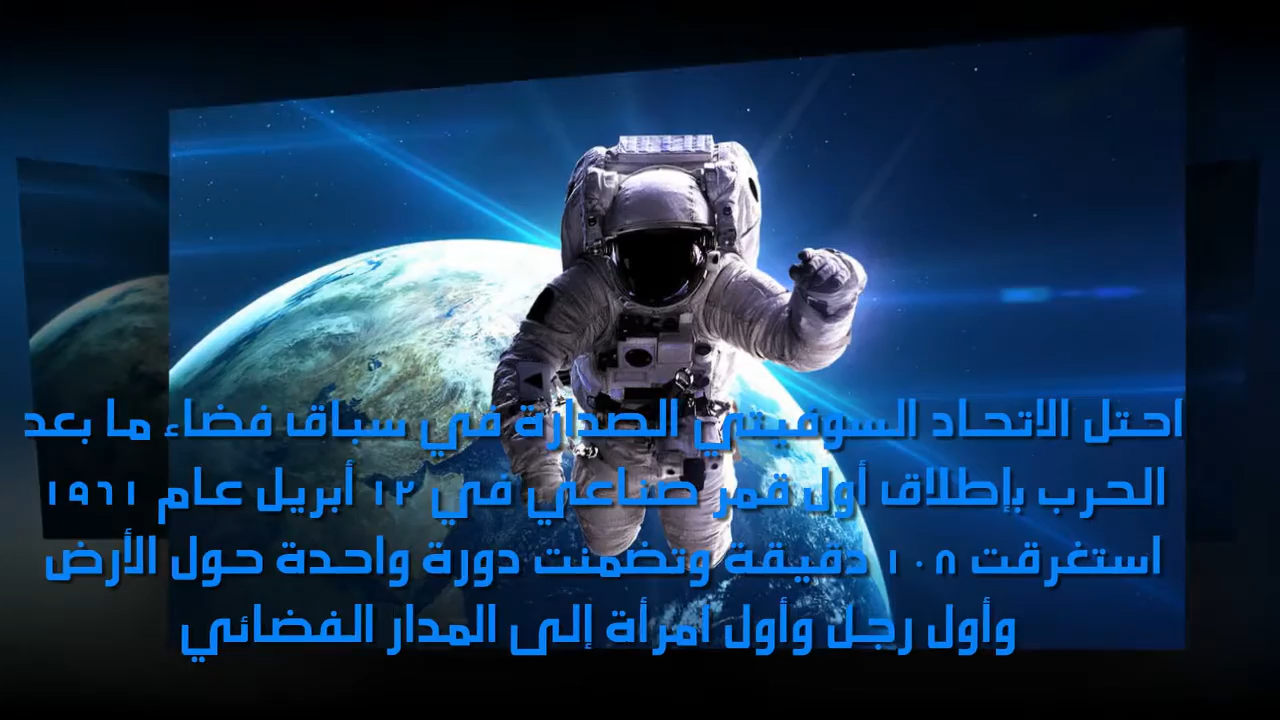 احتل الاتحاد السوفيتي الصدارة في سباق فضاء ما بعد
الحرب بإطلاق أول قمر صناعي في ١٢ أبريل عام ١٩٦١
استغرقت ١٠٨ دقيقة وتضمنت دورة واحدة حول الأرض
وأول رجل وأول امرأة إلى المدار الفضائي